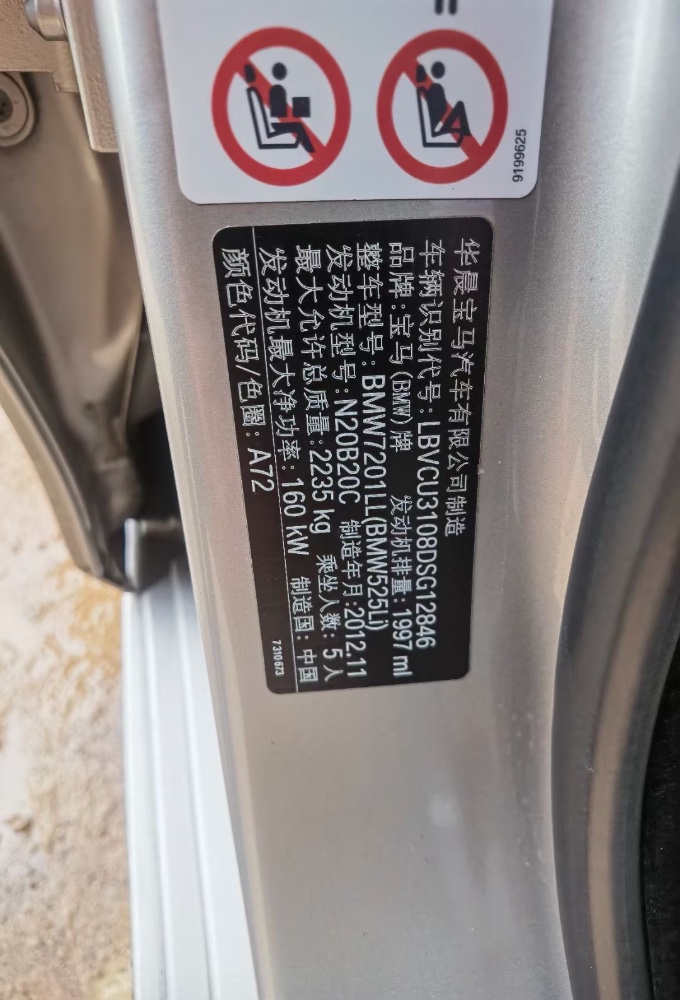 9199625
华晨宝马汽车有限公司制造
车辆识别代号:LBVCU3108DSG12846
品牌:宝马(BMW)牌 发动机排量:1997 ml
整车型号:BMW7201LL(BMW525Li)
发动机型号:N20B20C 制造年月:2012.11
最大允许总质量:2235 kg 乘坐人数:5人
发动机最大净功率:160 kW 制造国:中国
颜色代码/色圈:A72 7310673